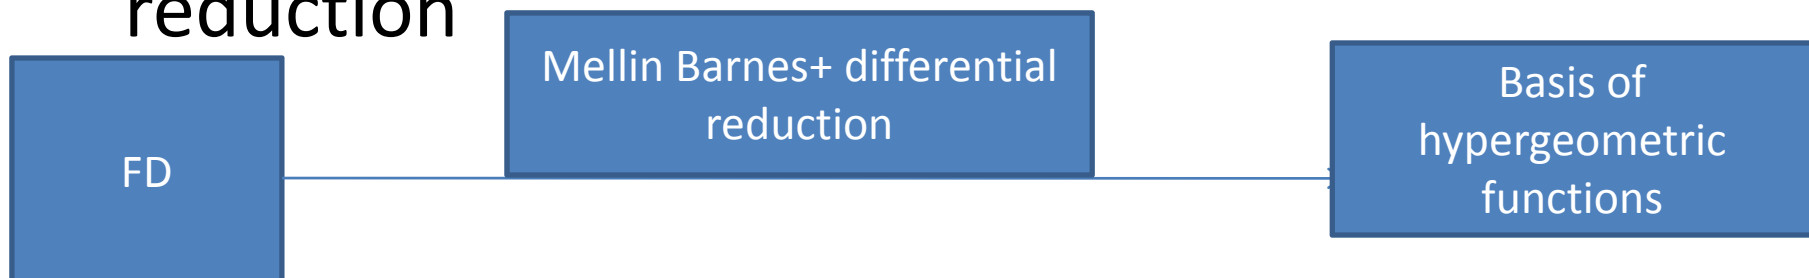 reduction
Mellin Barnes+ differential
reduction
FD
Basis of
hypergeometric
functions